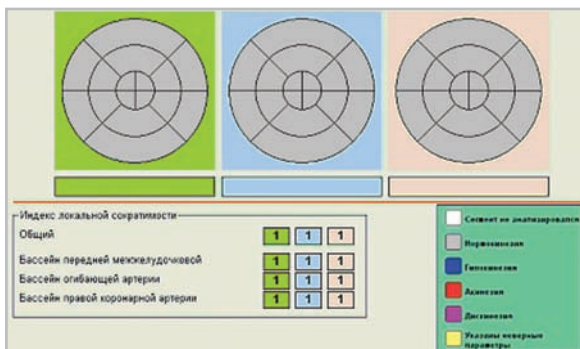 Индекс локальной сократимости
Общий 1 1 1
Бассейн передней межжелудочковой 1 1 1
Бассейн огибающей артерии 1 1 1
Бассейн правой коронарной артерии 1 1 1
Сегмент не анализировался
Нормокинезия
Гипокинезия
Акинезия
Дискинезия
Указаны неверные
параметры